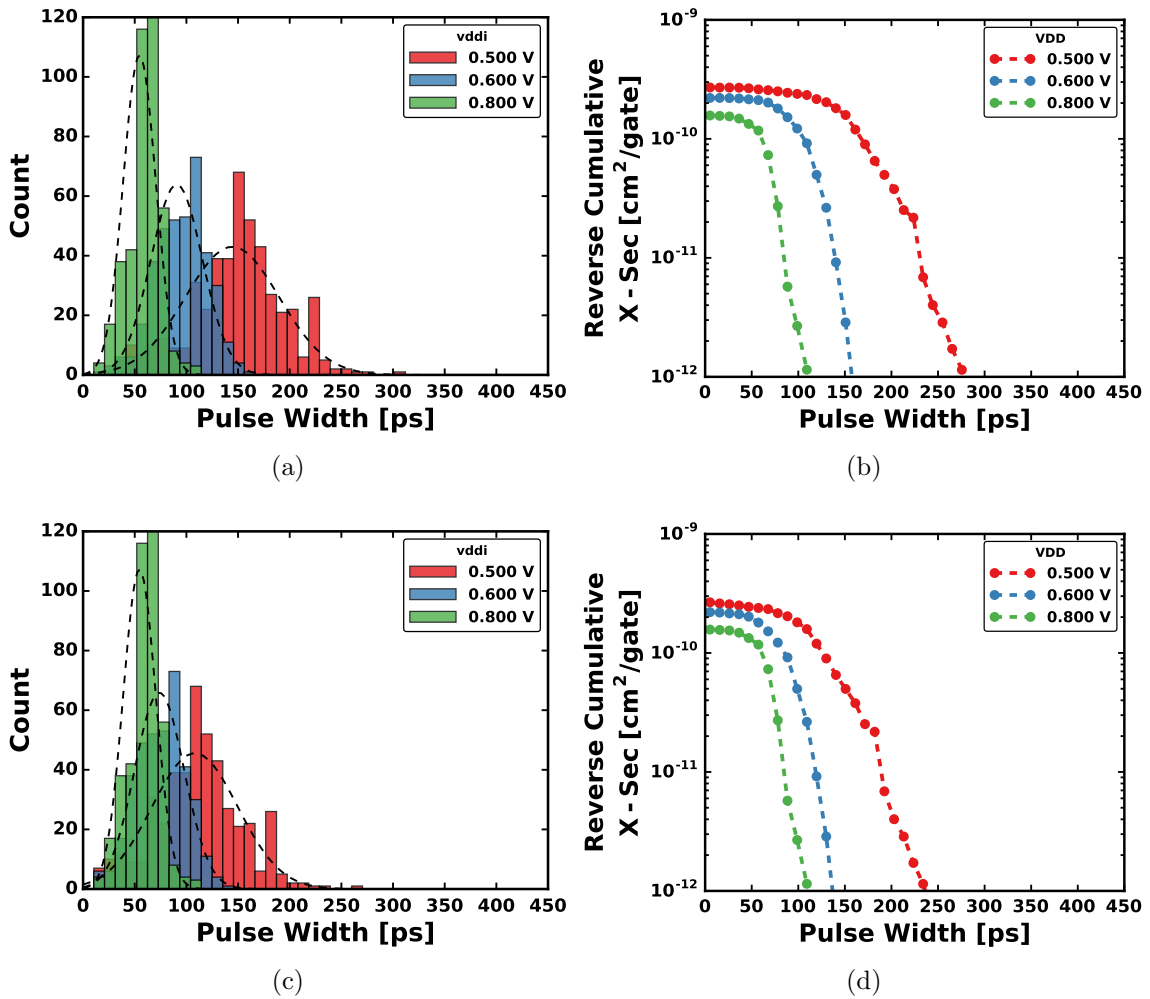 120
100
80
60
40
20
0
Count
vddi
0.500 V
0.600 V
0.800 V
0 50 100 150 200 250 300 350 400 450
Pulse Width [ps]
(a)
10^-9
10^-10
10^-11
10^-12
Reverse Cumulative
X - Sec [cm^2/gate]
VDD
0.500 V
0.600 V
0.800 V
0 50 100 150 200 250 300 350 400 450
Pulse Width [ps]
(b)
120
100
80
60
40
20
0
Count
vddi
0.500 V
0.600 V
0.800 V
0 50 100 150 200 250 300 350 400 450
Pulse Width [ps]
(c)
10^-9
10^-10
10^-11
10^-12
Reverse Cumulative
X - Sec [cm^2/gate]
VDD
0.500 V
0.600 V
0.800 V
0 50 100 150 200 250 300 350 400 450
Pulse Width [ps]
(d)